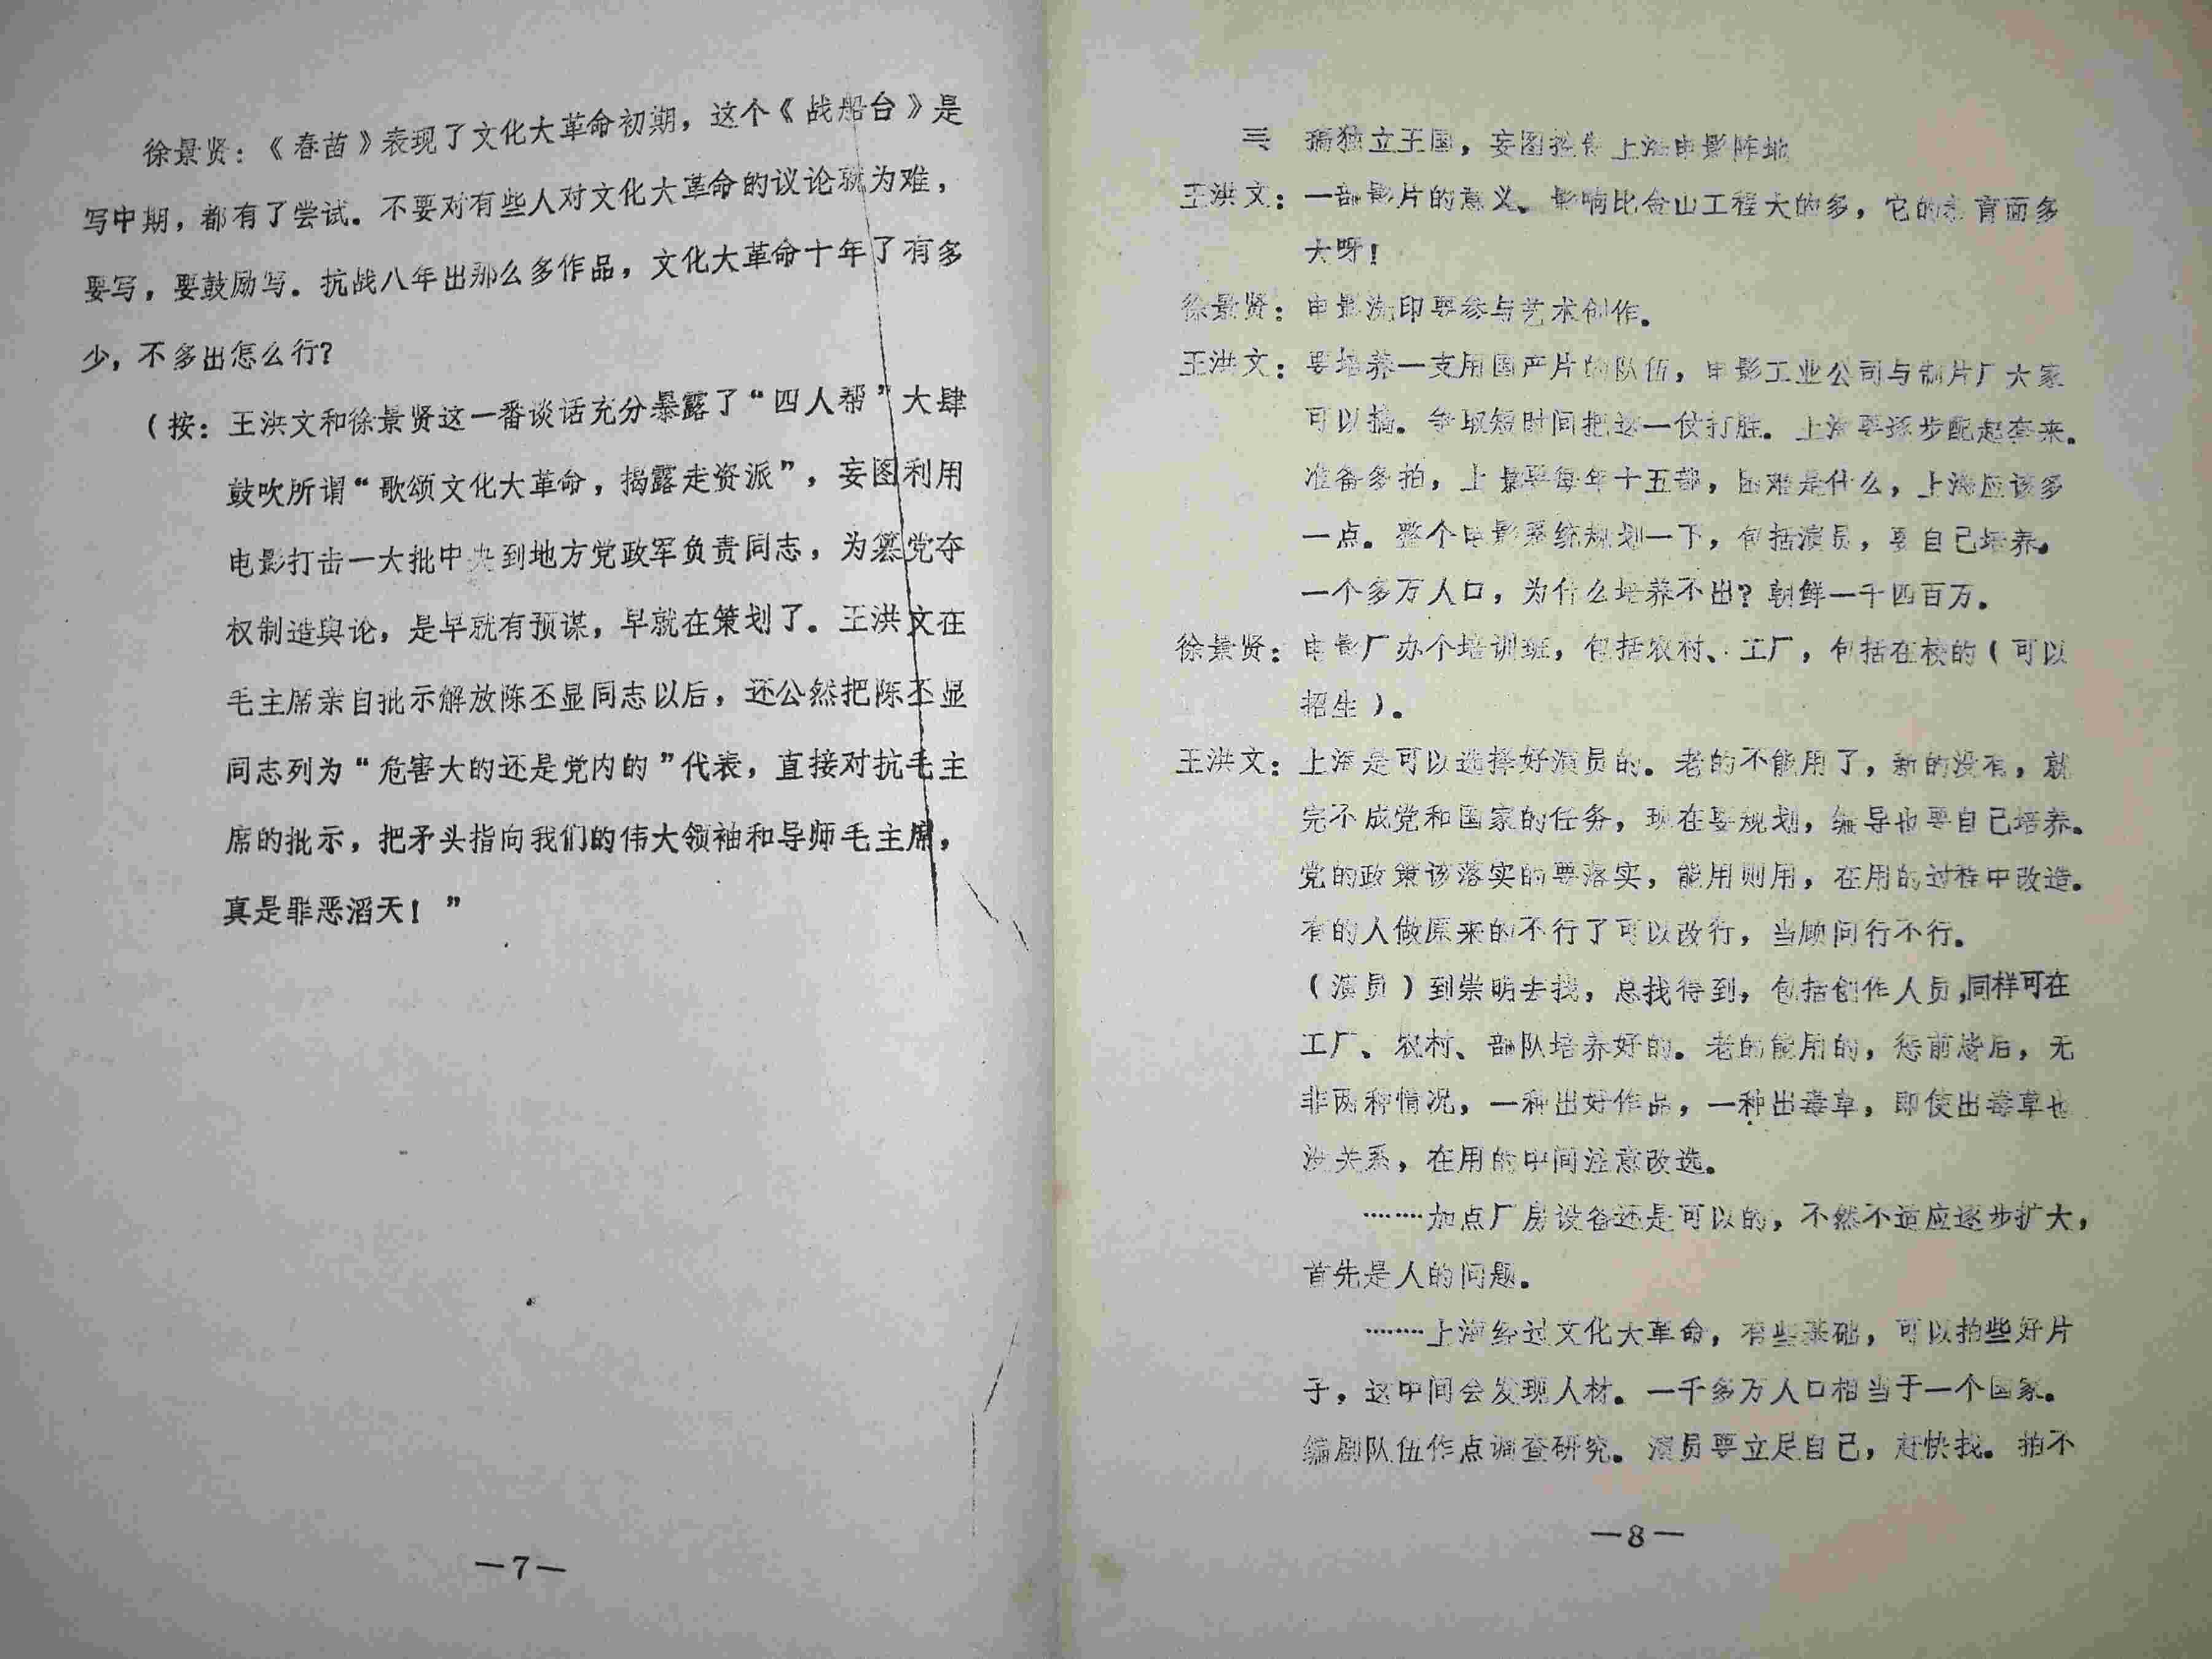 徐景贤：《春苗》表现了文化大革命初期，这个《战船台》是
写中期，都有了尝试。不要对有些人对文化大革命的议论就为难，
要写，要鼓励写。抗战八年出那么多作品，文化大革命十年了有多
少，不多出怎么行？
（按：王洪文和徐景贤这一番谈话充分暴露了“四人帮”大肆
鼓吹所谓“歌颂文化大革命，揭露走资派”，妄图利用
电影打击一大批中央到地方党政军负责同志，为篡党夺
权制造舆论，是早就有预谋，早就在策划了。王洪文在
毛主席亲自批示解放陈丕显同志以后，还公然把陈丕显
同志列为“危害大的还是党内的”代表，直接对抗毛主
席的批示，把矛头指向我们的伟大领袖和导师毛主席，
真是罪恶滔天！”
—7—
三 搞独立王国，妄图控制上海电影阵地
王洪文：一部影片的意义、影响比金山工程大的多，它的教育面多
大呀！
徐景贤：电影洗印要参与艺术创作。
王洪文：要培养一支用国产片的队伍，电影工业公司与制片厂大家
可以搞。争取短时间把这一仗打胜。上海要逐步配起套来。
准备多拍，上影要每年十五部，困难是什么，上海应该多
一点。整个电影系统规划一下，包括演员，要自己培养。
一个多万人口，为什么培养不出？朝鲜一千四百万。
徐景贤：电影厂办个培训班，包括农村、工厂，包括在校的（可以
招生）。
王洪文：上海是可以选择好演员的。老的不能用了，新的没有，就
完不成党和国家的任务，现在要规划，编导也要自己培养。
党的政策该落实的要落实，能用则用，在用的过程中改造。
有的人做原来的不行了可以改行，当顾问行不行。
（演员）到崇明去找，总找得到，包括创作人员，同样可在
工厂、农村、部队培养好的。老的能用的，惩前毖后，无
非两种情况，一种出好作品，一种出毒草，即使出毒草也
没关系，在用的中间注意改选。
……加点厂房设备还是可以的，不然不适应逐步扩大，
首先是人的问题。
……上海经过文化大革命，有些基础，可以拍些好片
子，这中间会发现人材。一千多万人口相当于一个国家。
编剧队伍作点调查研究。演员要立足自己，赶快找。拍不
—8—